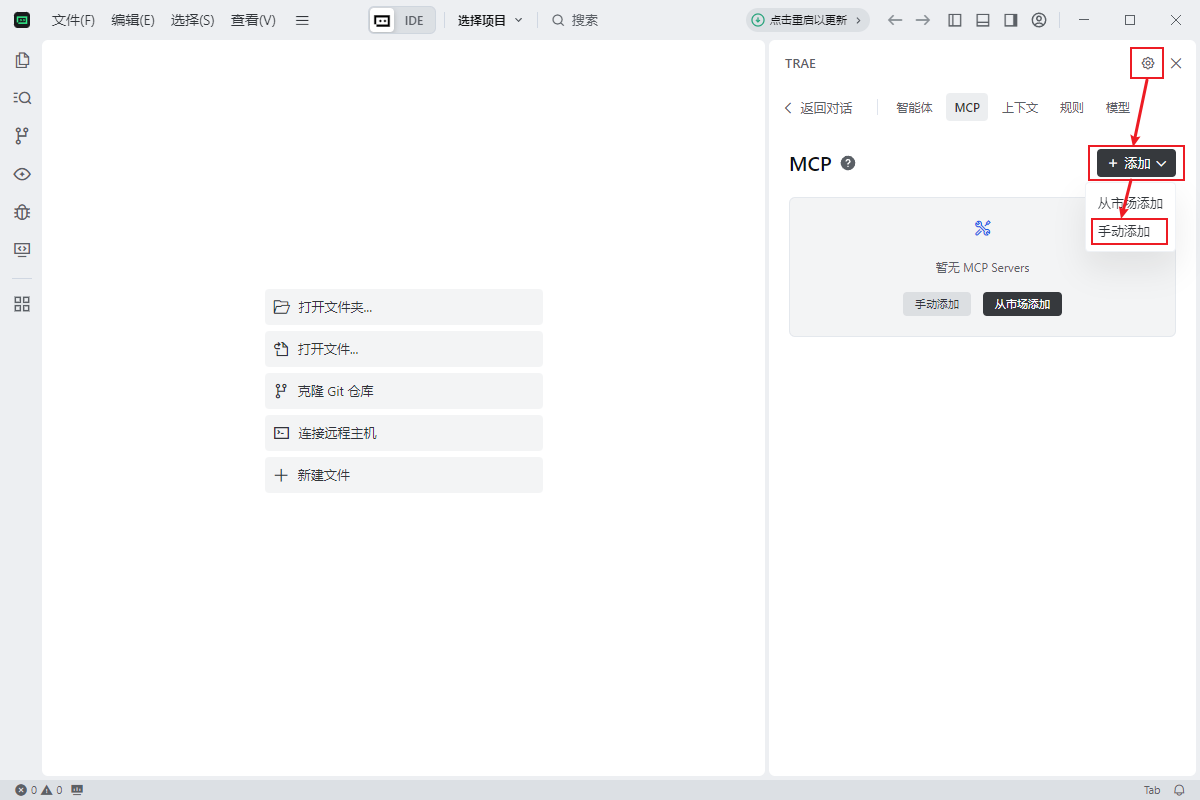 文件(F) 编辑(E) 选择(S) 查看(V) IDE 选择项目 搜索 点击重启以更新
TRAE
返回对话 智能体 MCP 上下文 规则 模型
MCP ? + 添加
从市场添加
手动添加
暂无 MCP Servers
手动添加 从市场添加
打开文件夹...
打开文件...
克隆 Git 仓库
连接远程主机
新建文件
0 0 Tab